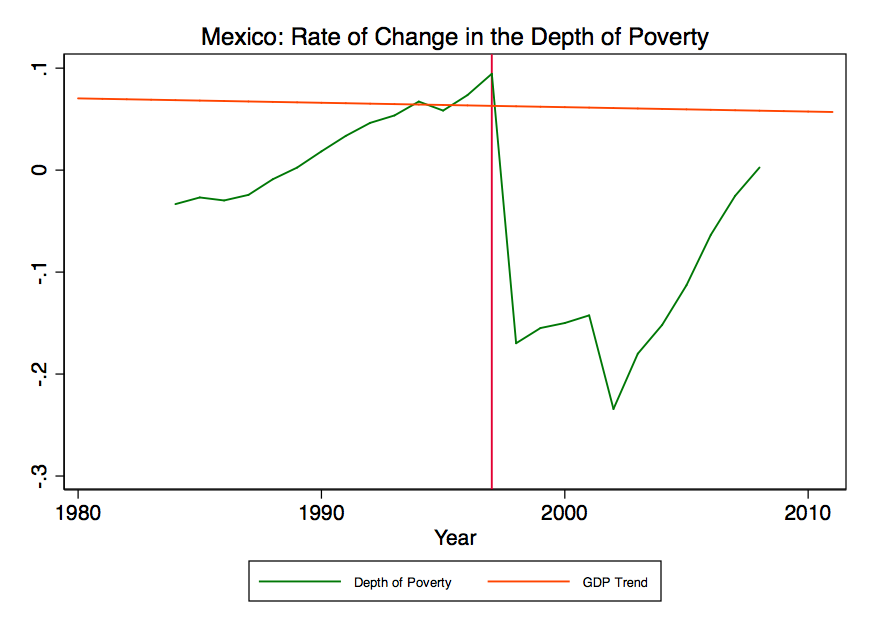 Mexico: Rate of Change in the Depth of Poverty
.1
0
-.1
-.2
-.3
1980 1990 2000 2010
Year
Depth of Poverty GDP Trend